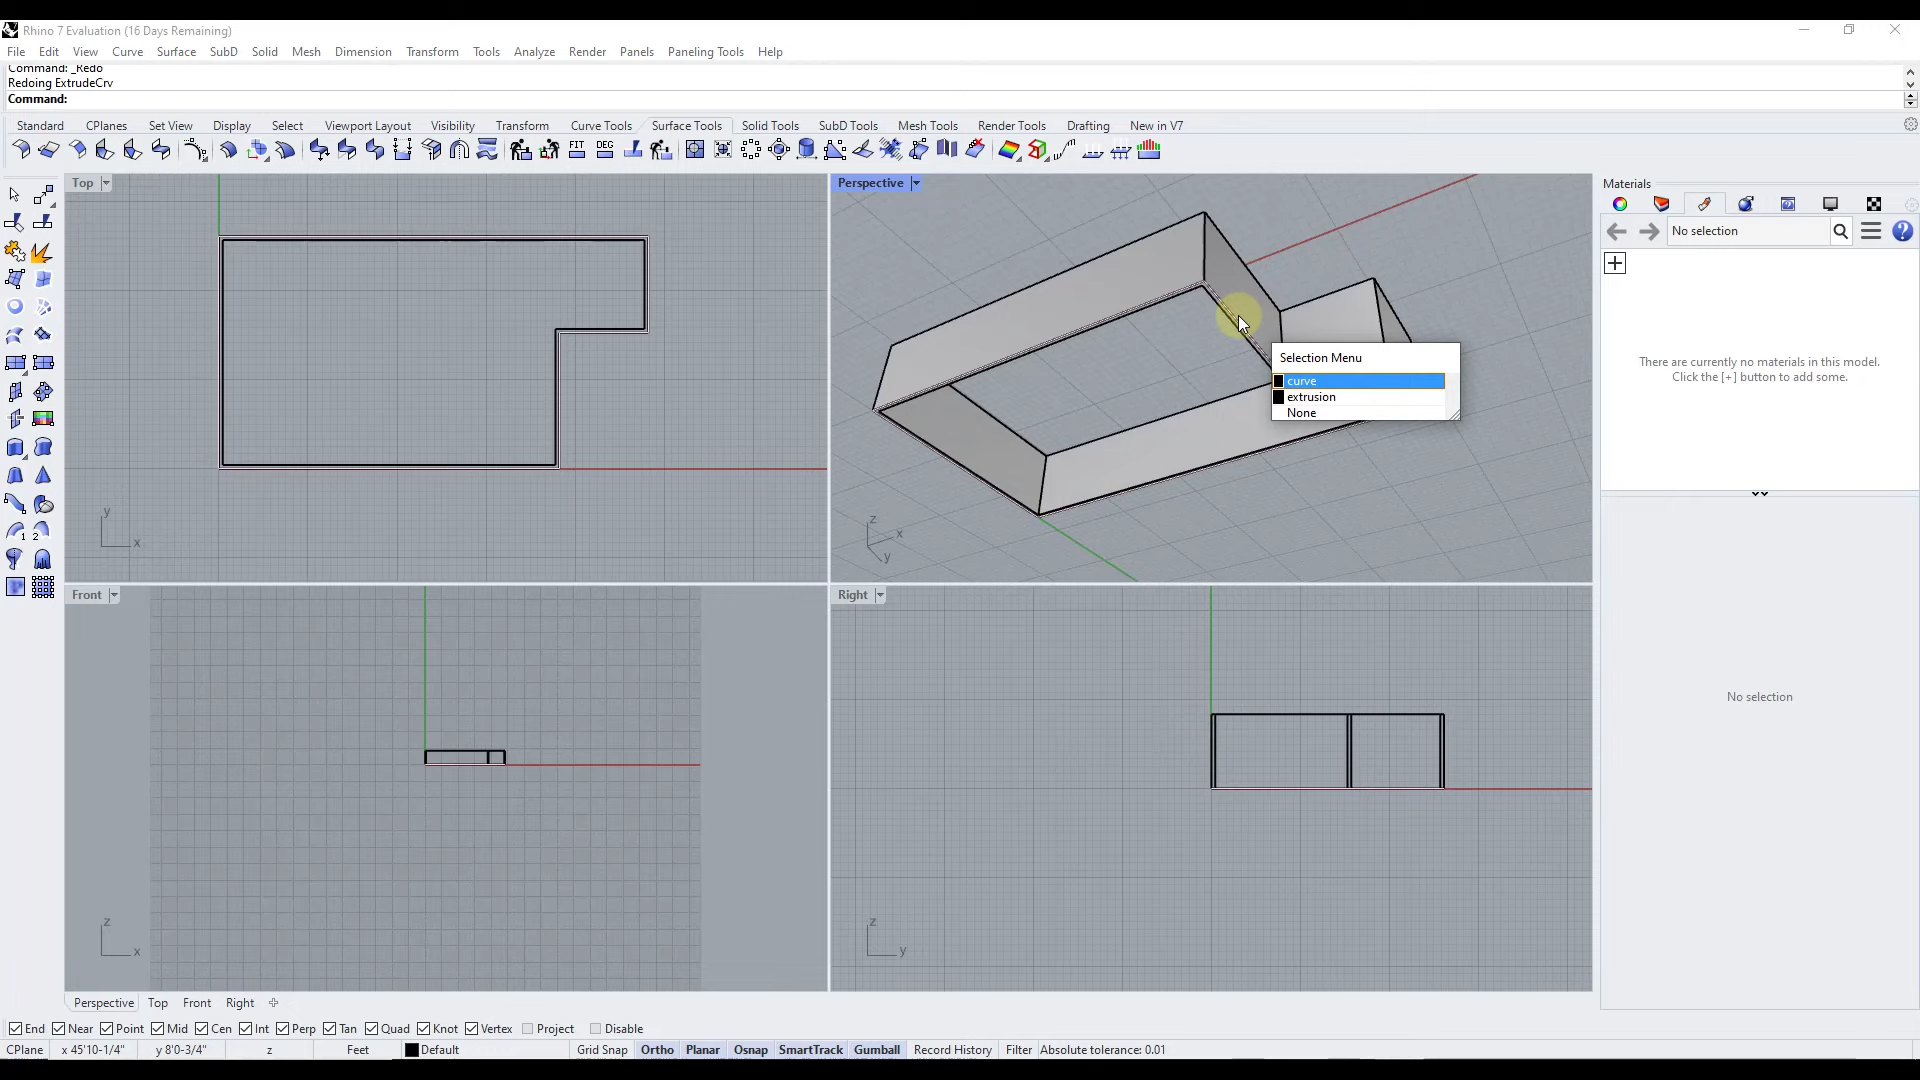 Rhino 7 Evaluation (16 Days Remaining)
File Edit View Curve Surface SubD Solid Mesh Dimension Transform Tools Analyze Render Panels Paneling Tools Help
Command: _Redo
Redoing ExtrudeCrv
Command:
Standard CPlanes Set View Display Select Viewport Layout Visibility Transform Curve Tools Surface Tools Solid Tools SubD Tools Mesh Tools Render Tools Drafting New in V7
FIT DEG
Top
Perspective
Materials
No selection
There are currently no materials in this model.
Click the [+] button to add some.
Selection Menu
curve
extrusion
None
y
x
z
x
y
1 2
Front
Right
No selection
z
x
z
y
Perspective Top Front Right
End Near Point Mid Cen Int Perp Tan Quad Knot Vertex Project Disable
CPlane x 45'10-1/4" y 8'0-3/4" z Feet Default Grid Snap Ortho Planar Osnap SmartTrack Gumball Record History Filter Absolute tolerance: 0.01